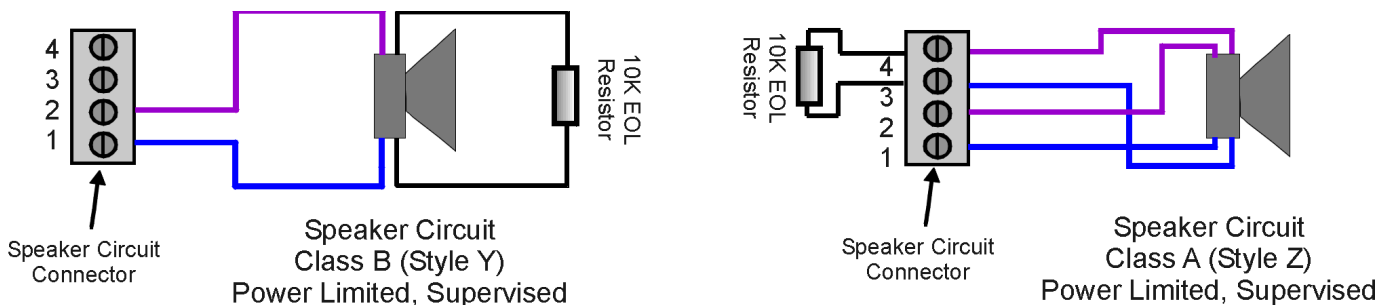 4
3
2
1
10K EOL
Resistor
Speaker Circuit
Connector
Speaker Circuit
Class B (Style Y)
Power Limited, Supervised
10K EOL
Resistor
4
3
2
1
Speaker Circuit
Connector
Speaker Circuit
Class A (Style Z)
Power Limited, Supervised